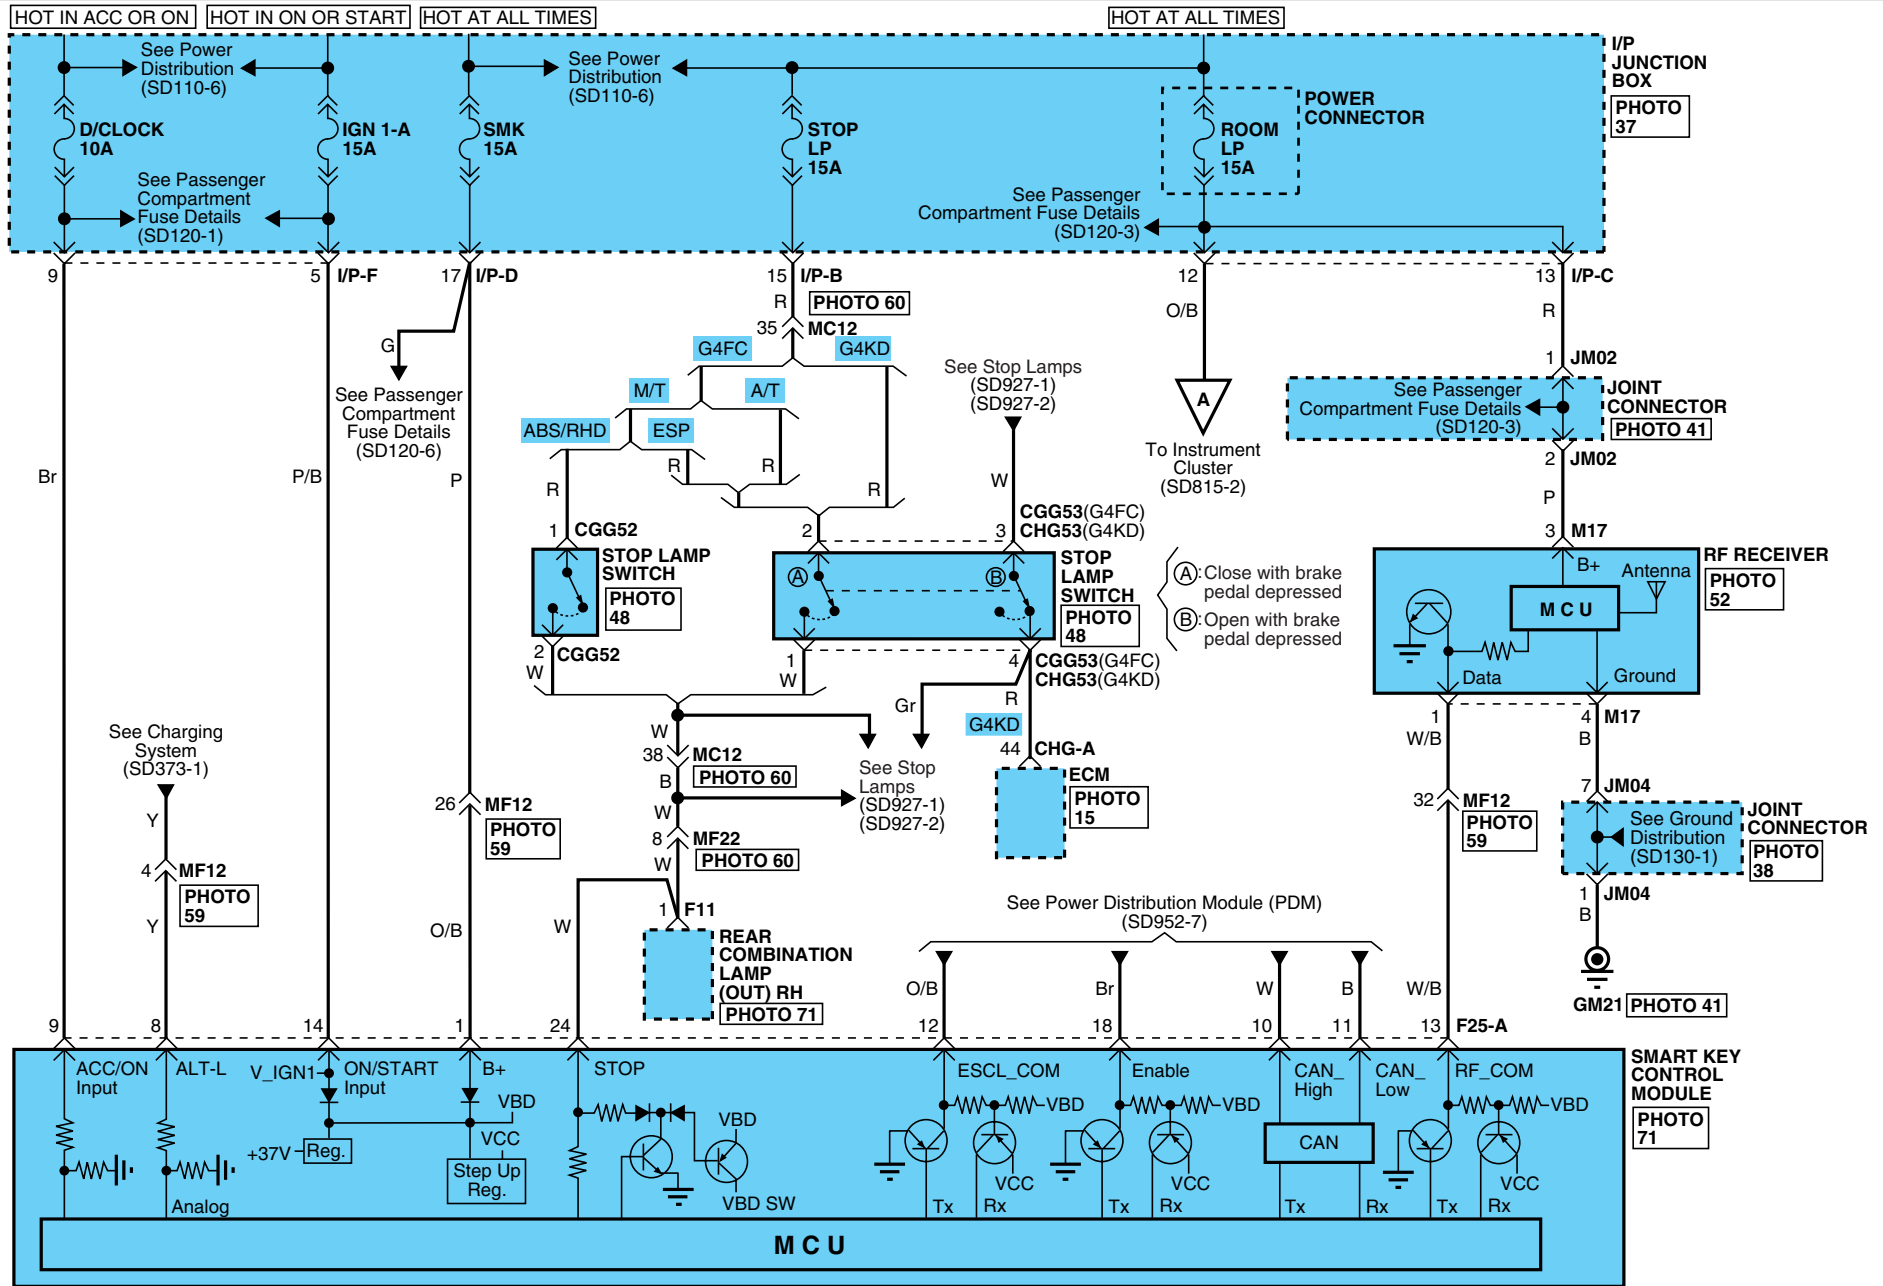 HOT IN ACC OR ON
HOT IN ON OR START
HOT AT ALL TIMES
HOT AT ALL TIMES
See Power
Distribution
(SD110-6)
See Power
Distribution
(SD110-6)
I/P
JUNCTION
BOX
PHOTO
37
D/CLOCK
10A
IGN 1-A
15A
SMK
15A
STOP
LP
15A
ROOM
LP
15A
POWER
CONNECTOR
See Passenger
Compartment
Fuse Details
(SD120-1)
See Passenger
Compartment Fuse Details
(SD120-3)
9
5
I/P-F
17
I/P-D
15
I/P-B
12
13
I/P-C
R
PHOTO 60
35
MC12
O/B
R
G
G4FC
G4KD
See Passenger
Compartment
Fuse Details
(SD120-6)
M/T
A/T
ABS/RHD
ESP
R
R
R
R
See Stop Lamps
(SD927-1)
(SD927-2)
W
A
To Instrument
Cluster
(SD815-2)
1
JM02
See Passenger
Compartment Fuse Details
(SD120-3)
JOINT
CONNECTOR
PHOTO 41
2
JM02
P
3
M17
Br
P/B
P
1
CGG52
STOP LAMP
SWITCH
PHOTO
48
2
CGG52
W
2
3
CGG53(G4FC)
CHG53(G4KD)
A
B
STOP
LAMP
SWITCH
PHOTO
48
A:Close with brake
pedal depressed
B:Open with brake
pedal depressed
1
W
4
CGG53(G4FC)
CHG53(G4KD)
Gr
R
G4KD
44
CHG-A
ECM
PHOTO
15
RF RECEIVER
PHOTO
52
B+
Antenna
MCU
Data
Ground
1
W/B
4
M17
B
7
JM04
See Ground
Distribution
(SD130-1)
JOINT
CONNECTOR
PHOTO
38
1
JM04
B
GM21
PHOTO 41
32
MF12
PHOTO
59
W/B
See Charging
System
(SD373-1)
Y
4
MF12
PHOTO
59
Y
26
MF12
PHOTO
59
O/B
W
38
MC12
PHOTO 60
B
W
See Stop
Lamps
(SD927-1)
(SD927-2)
8
MF22
PHOTO 60
W
W
1
F11
REAR
COMBINATION
LAMP
(OUT) RH
PHOTO 71
See Power Distribution Module (PDM)
(SD952-7)
O/B
Br
W
B
9
8
14
1
24
12
18
10
11
13
F25-A
SMART KEY
CONTROL
MODULE
PHOTO
71
ACC/ON
Input
ALT-L
V_IGN1
ON/START
Input
B+
STOP
ESCL_COM
Enable
CAN_
High
CAN_
Low
RF_COM
VBD
VCC
+37V
Reg.
Step Up
Reg.
Analog
VBD
VBD SW
VBD
VCC
Tx
Rx
VBD
VCC
Tx
Rx
CAN
Tx
Rx
VBD
VCC
Tx
Rx
MCU